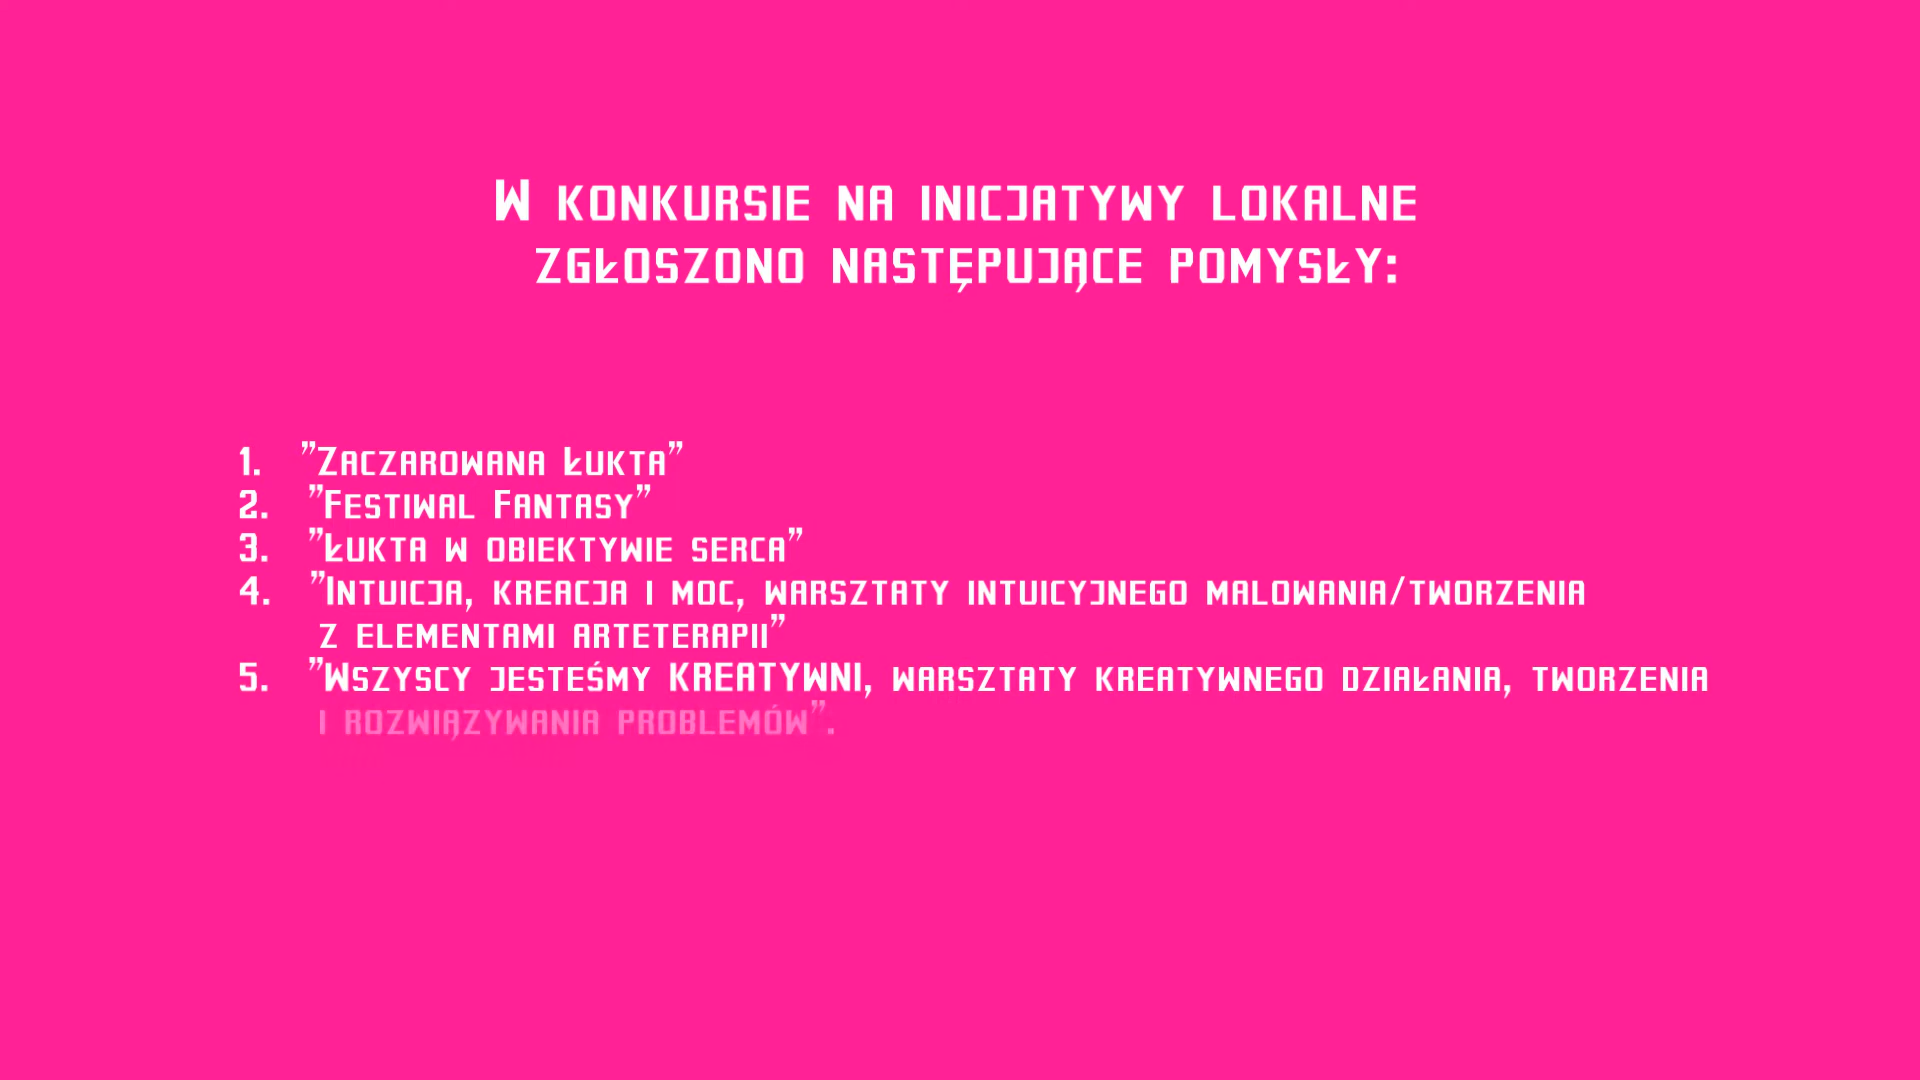 W konkursie na inicjatywy lokalne
zgłoszono następujące pomysły:
1. ”Zaczarowana Łukta”
2. ”Festiwal Fantasy”
3. ”Łukta w obiektywie serca”
4. ”Intuicja, kreacja i moc, warsztaty intuicyjnego malowania/tworzenia
z elementami arteterapii”
5. ”Wszyscy jesteśmy KREATYWNI, warsztaty kreatywnego działania, tworzenia
i rozwiązywania problemów”.